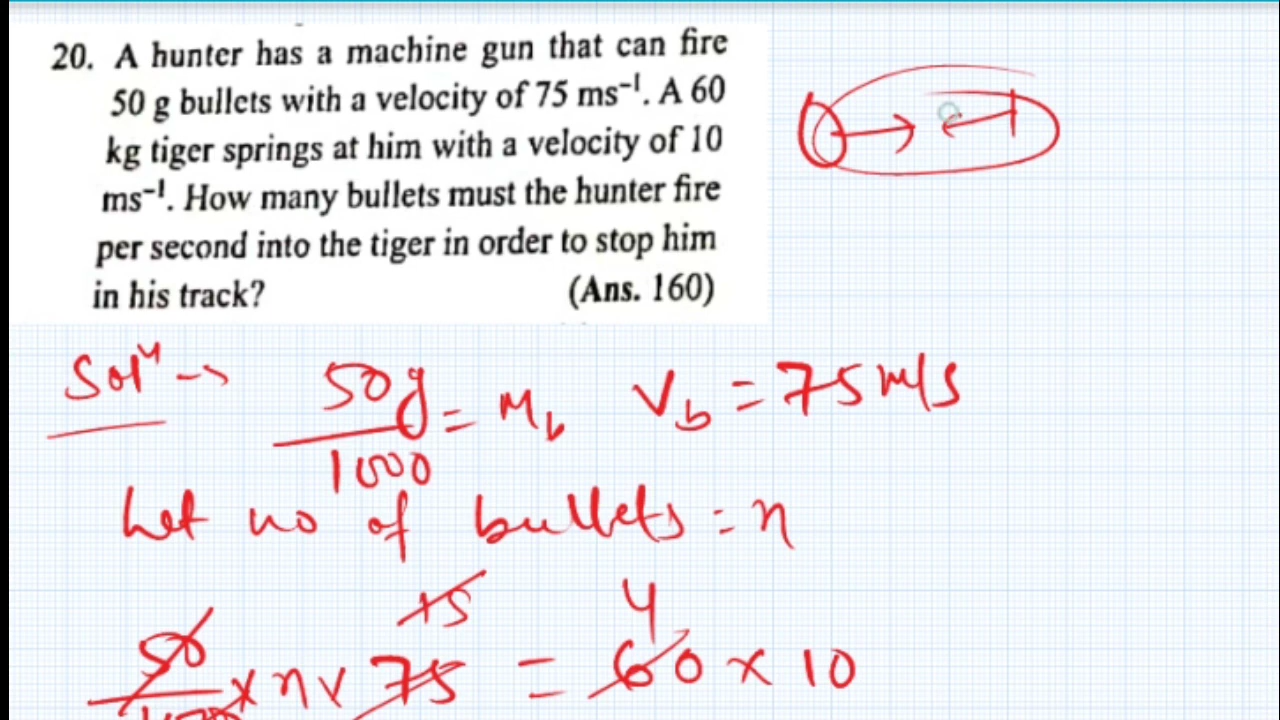 20. A hunter has a machine gun that can fire
50 g bullets with a velocity of 75 ms⁻¹. A 60
kg tiger springs at him with a velocity of 10
ms⁻¹. How many bullets must the hunter fire
per second into the tiger in order to stop him
in his track? (Ans. 160)
Solⁿ → 50g/1000 = Mb Vb = 75 m/s
Let no of bullets = n
15 4
50 × n × 75 = 60 × 10